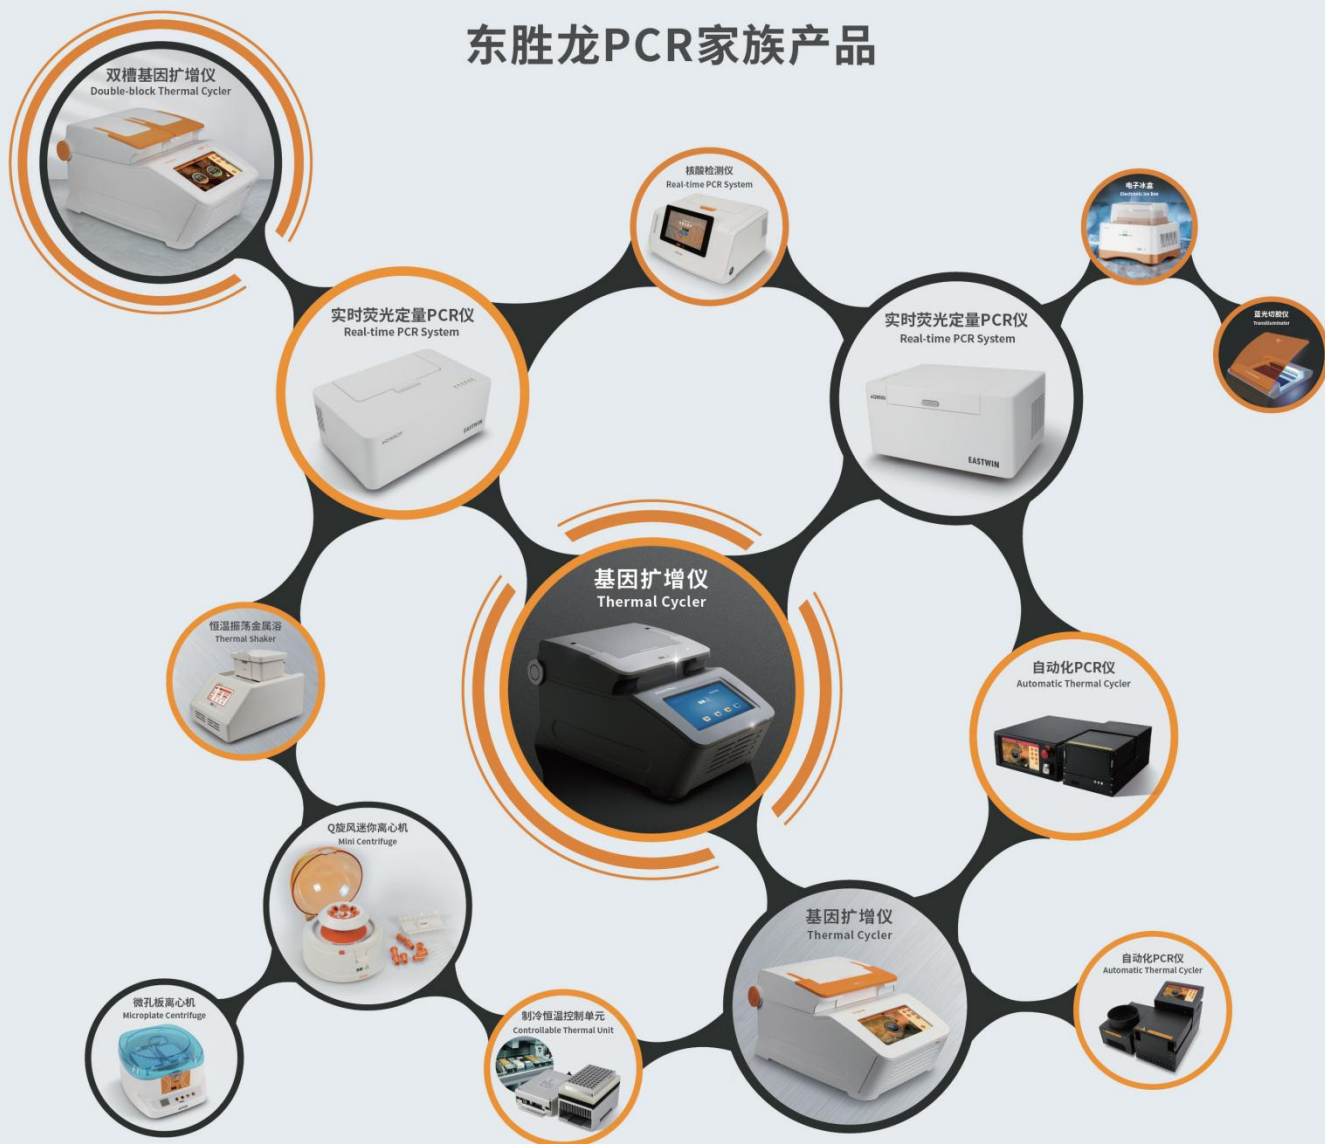 东胜龙PCR家族产品
双槽基因扩增仪
Double-block Thermal Cycler
核酸检测仪
Real-time PCR System
电子冰盒
Electronic Ice Box
实时荧光定量PCR仪
Real-time PCR System
EASTWIN
实时荧光定量PCR仪
Real-time PCR System
EASTWIN
蓝光切胶仪
Transilluminator
基因扩增仪
Thermal Cycler
恒温振荡金属浴
Thermal Shaker
自动化PCR仪
Automatic Thermal Cycler
Q旋风迷你离心机
Mini Centrifuge
基因扩增仪
Thermal Cycler
自动化PCR仪
Automatic Thermal Cycler
微孔板离心机
Microplate Centrifuge
制冷恒温控制单元
Controllable Thermal Unit